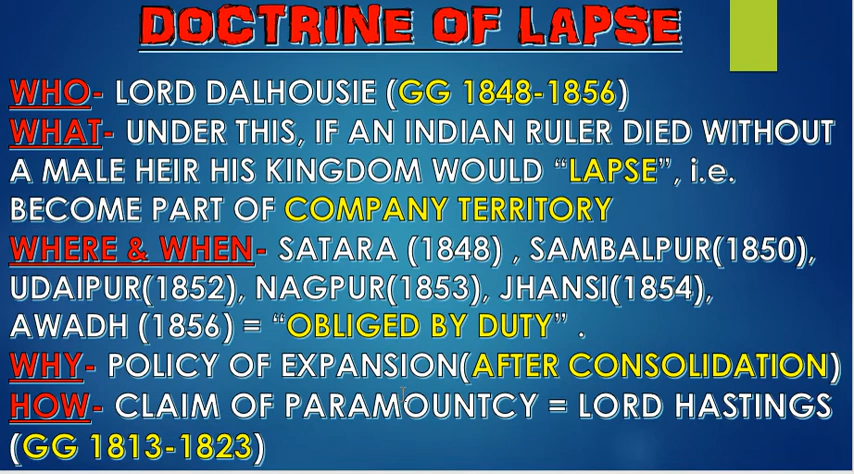 DOCTRINE OF LAPSE
WHO- LORD DALHOUSIE (GG 1848-1856)
WHAT- UNDER THIS, IF AN INDIAN RULER DIED WITHOUT
A MALE HEIR HIS KINGDOM WOULD “LAPSE”, i.e.
BECOME PART OF COMPANY TERRITORY
WHERE & WHEN- SATARA (1848) , SAMBALPUR(1850),
UDAIPUR(1852), NAGPUR(1853), JHANSI(1854),
AWADH (1856) = “OBLIGED BY DUTY” .
WHY- POLICY OF EXPANSION(AFTER CONSOLIDATION)
HOW- CLAIM OF PARAMOUNTCY = LORD HASTINGS
(GG 1813-1823)